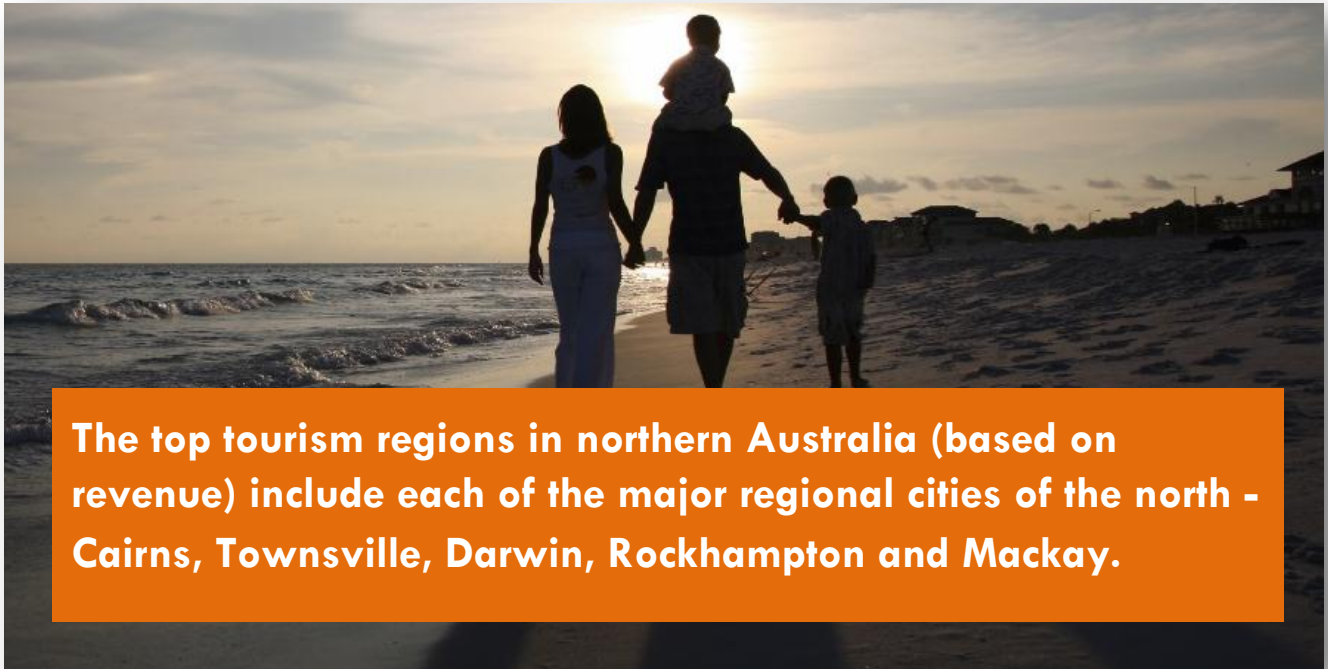 The top tourism regions in northern Australia (based on
revenue) include each of the major regional cities of the north -
Cairns, Townsville, Darwin, Rockhampton and Mackay.